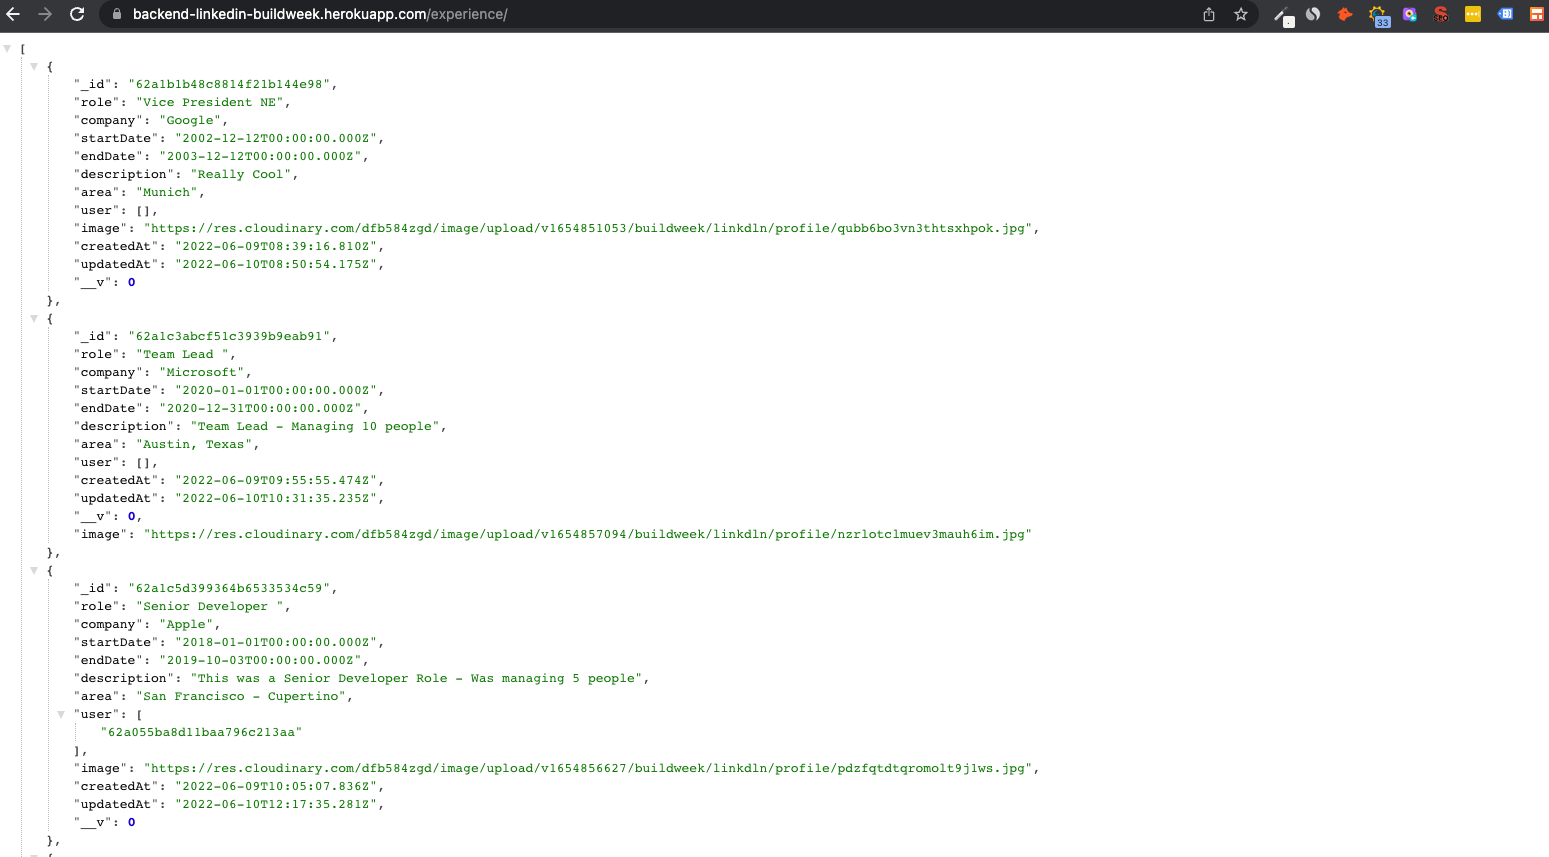 backend-linkedin-buildweek.herokuapp.com/experience/
33
SEO
[
{
"_id": "62a1b1b48c8814f21b144e98",
"role": "Vice President NE",
"company": "Google",
"startDate": "2002-12-12T00:00:00.000Z",
"endDate": "2003-12-12T00:00:00.000Z",
"description": "Really Cool",
"area": "Munich",
"user": [],
"image": "https://res.cloudinary.com/dfb584zgd/image/upload/v1654851053/buildweek/linkdln/profile/qubb6bo3vn3thtsxhpok.jpg",
"createdAt": "2022-06-09T08:39:16.810Z",
"updatedAt": "2022-06-10T08:50:54.175Z",
"__v": 0
},
{
"_id": "62a1c3abcf51c3939b9eab91",
"role": "Team Lead ",
"company": "Microsoft",
"startDate": "2020-01-01T00:00:00.000Z",
"endDate": "2020-12-31T00:00:00.000Z",
"description": "Team Lead - Managing 10 people",
"area": "Austin, Texas",
"user": [],
"createdAt": "2022-06-09T09:55:55.474Z",
"updatedAt": "2022-06-10T10:31:35.235Z",
"__v": 0,
"image": "https://res.cloudinary.com/dfb584zgd/image/upload/v1654857094/buildweek/linkdln/profile/nzrlotclmuev3mauh6im.jpg"
},
{
"_id": "62a1c5d399364b6533534c59",
"role": "Senior Developer ",
"company": "Apple",
"startDate": "2018-01-01T00:00:00.000Z",
"endDate": "2019-10-03T00:00:00.000Z",
"description": "This was a Senior Developer Role - Was managing 5 people",
"area": "San Francisco - Cupertino",
"user": [
"62a055ba8d11baa796c213aa"
],
"image": "https://res.cloudinary.com/dfb584zgd/image/upload/v1654856627/buildweek/linkdln/profile/pdzfqtdtqromolt9j1ws.jpg",
"createdAt": "2022-06-09T10:05:07.836Z",
"updatedAt": "2022-06-10T12:17:35.281Z",
"__v": 0
},
{